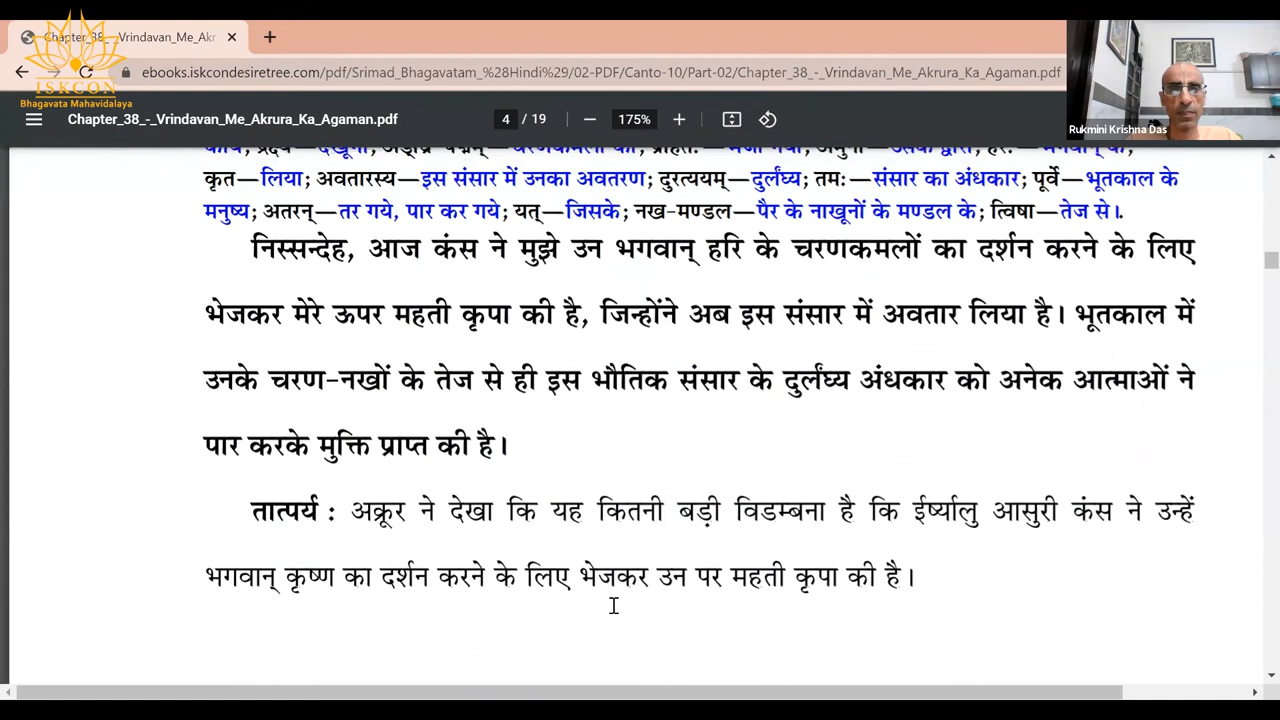 Chapter_38_-_Vrindavan_Me_Akr
ISKCON
Bhagavata Mahavidalaya
ebooks.iskcondesiretree.com/pdf/Srimad_Bhagavatam_%28Hindi%29/02-PDF/Canto-10/Part-02/Chapter_38_-_Vrindavan_Me_Akrura_Ka_Agaman.pdf
Rukmini Krishna Das
Chapter_38_-_Vrindavan_Me_Akrura_Ka_Agaman.pdf 4 / 19 175%
कृत—लिया; अवतारस्य—इस संसार में उनका अवतरण; दुरत्ययम्—दुर्लंघ्य; तमः—संसार का अंधकार; पूर्वे—भूतकाल के
मनुष्य; अतरन्—तर गये, पार कर गये; यत्—जिसके; नख-मण्डल—पैर के नाखूनों के मण्डल के; त्विषा—तेज से।.
निस्सन्देह, आज कंस ने मुझे उन भगवान् हरि के चरणकमलों का दर्शन करने के लिए
भेजकर मेरे ऊपर महती कृपा की है, जिन्होंने अब इस संसार में अवतार लिया है। भूतकाल में
उनके चरण-नखों के तेज से ही इस भौतिक संसार के दुर्लंघ्य अंधकार को अनेक आत्माओं ने
पार करके मुक्ति प्राप्त की है।
तात्पर्य : अक्रूर ने देखा कि यह कितनी बड़ी विडम्बना है कि ईर्ष्यालु आसुरी कंस ने उन्हें
भगवान् कृष्ण का दर्शन करने के लिए भेजकर उन पर महती कृपा की है।